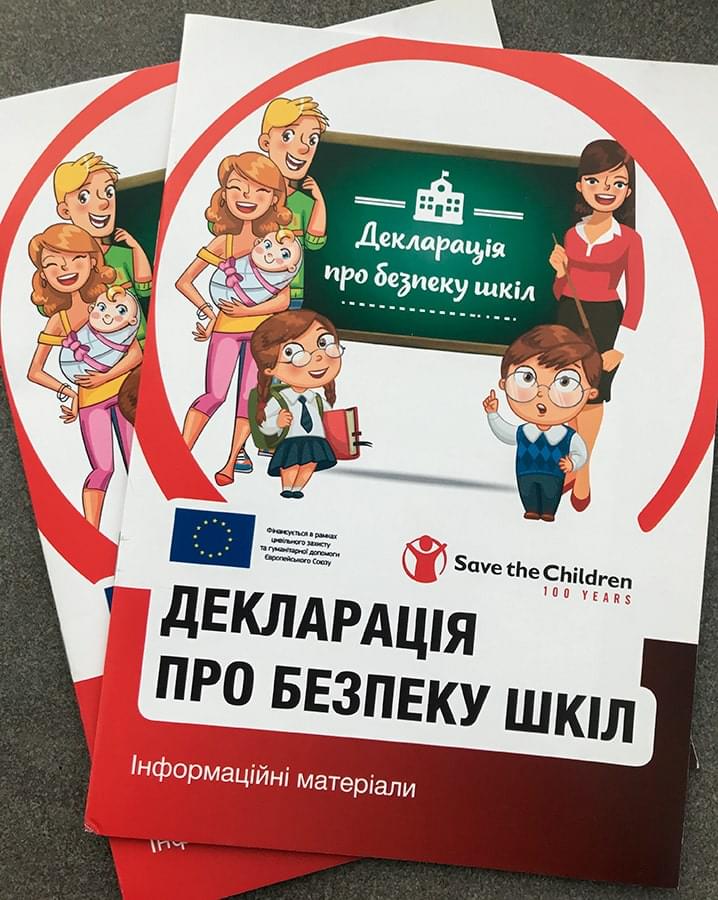 Декларація
про безпеку шкіл
Фінансується в рамках
цивільного захисту
та гуманітарної допомоги
Європейського Союзу
Save the Children
100 YEARS
ДЕКЛАРАЦІЯ
ПРО БЕЗПЕКУ ШКІЛ
Інформаційні матеріали
Інф